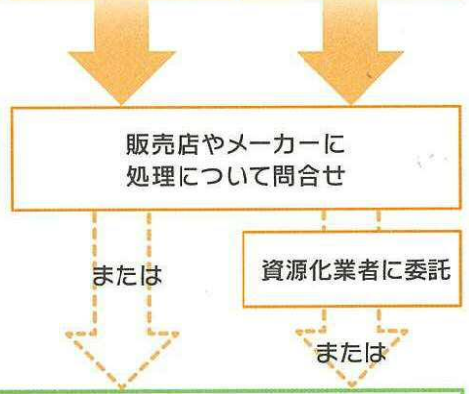 販売店やメーカーに
処理について問合せ
または
資源化業者に委託
または